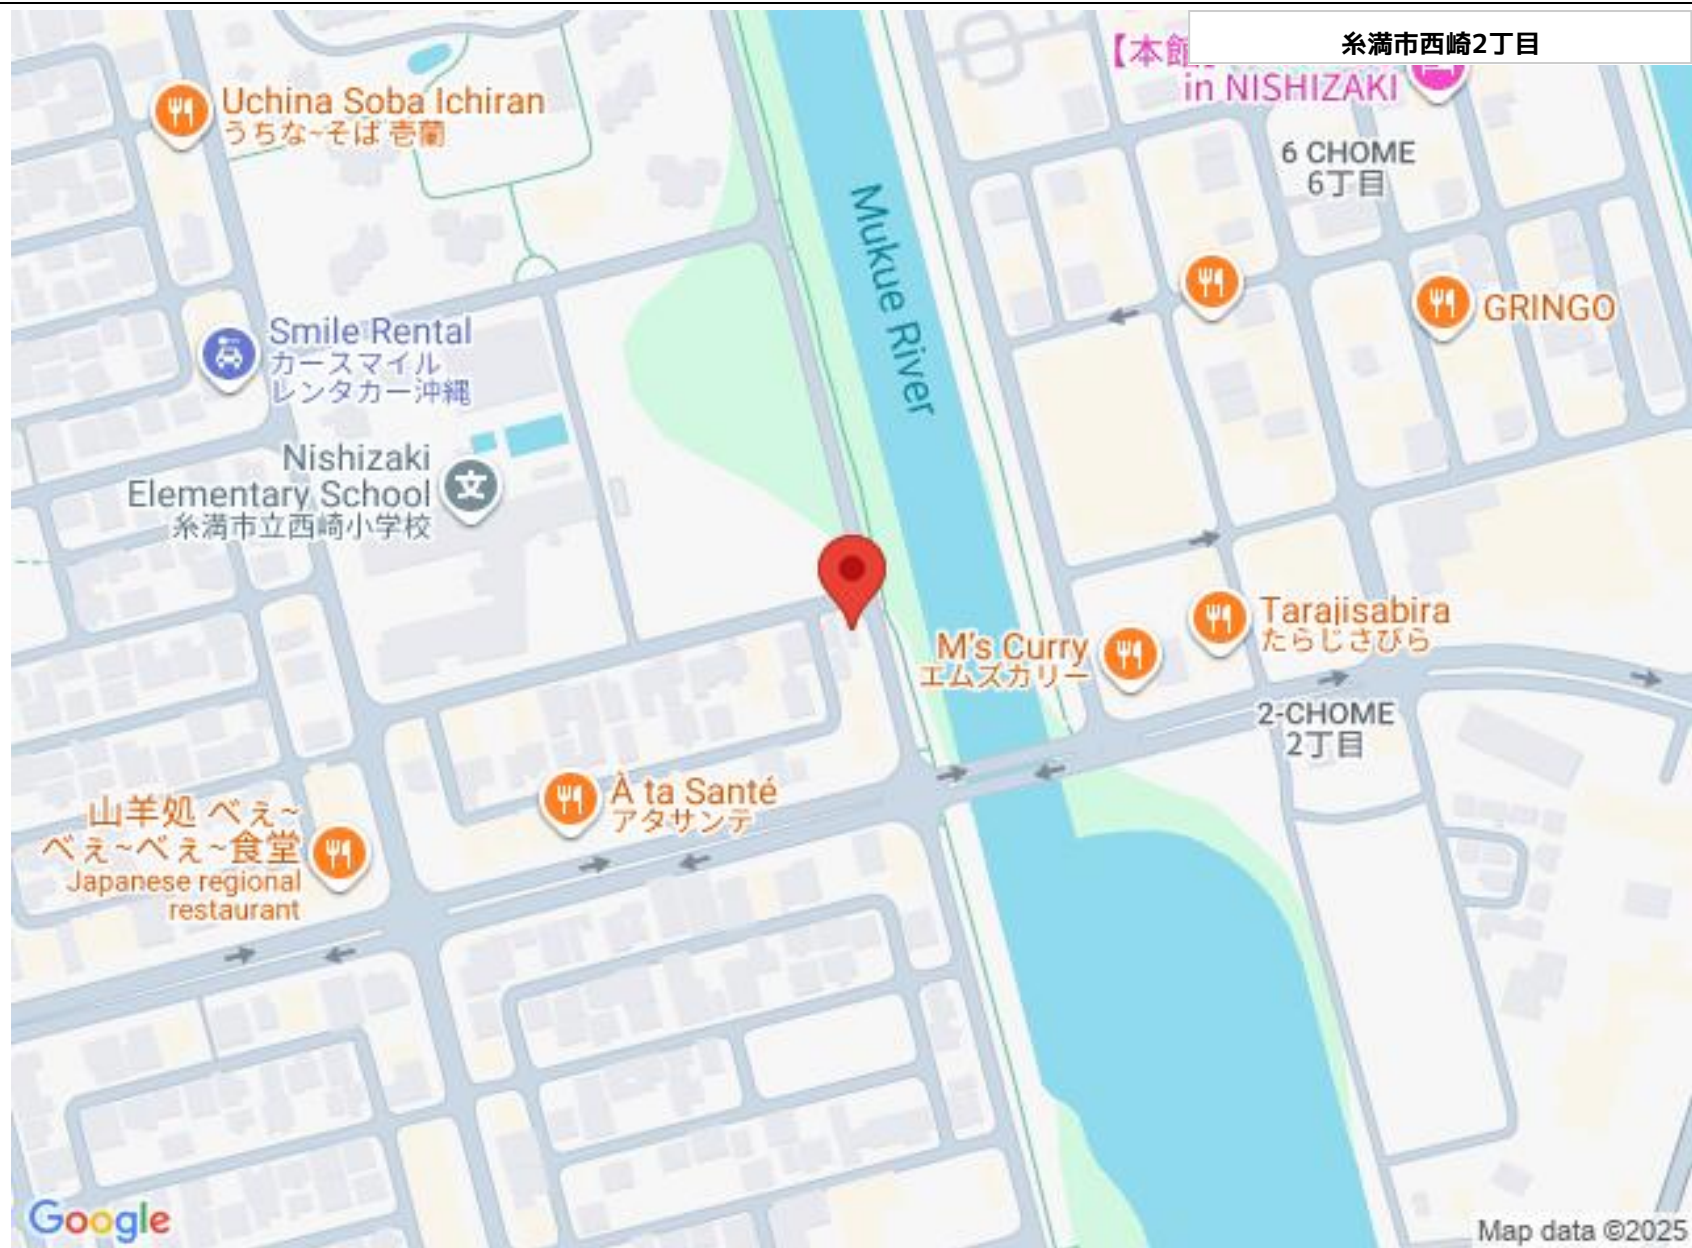 糸満市西崎2丁目
【本館
in NISHIZAKI
Uchina Soba Ichiran
うちな~そば 壱蘭
6 CHOME
6丁目
Mukue River
GRINGO
Smile Rental
カースマイル
レンタカー沖縄
Nishizaki
Elementary School
糸満市立西崎小学校
文
Tarajisabira
たらじさびら
M's Curry
エムズカリー
2-CHOME
2丁目
À ta Santé
アタサンテ
山羊処 べぇ~
べぇ~べぇ~食堂
Japanese regional
restaurant
Google
Map data ©2025